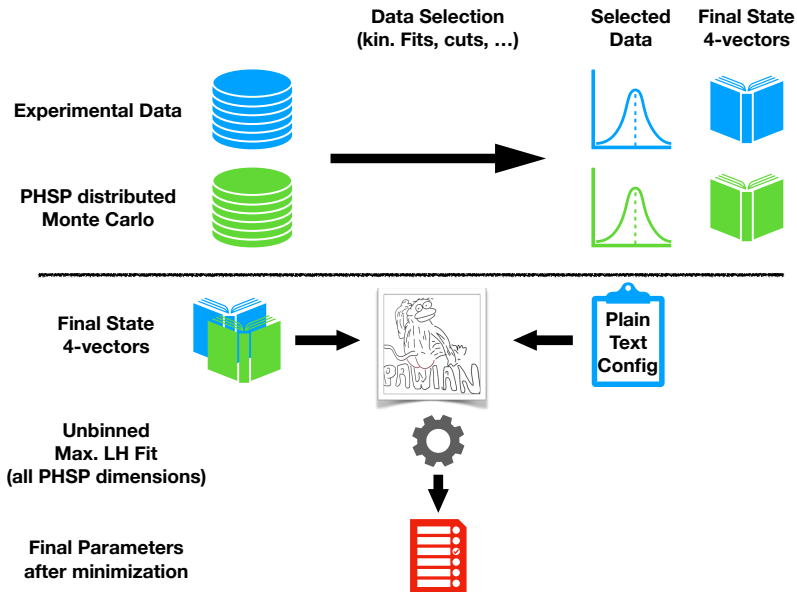 Data Selection
(kin. Fits, cuts, …)
Selected
Data
Final State
4-vectors
Experimental Data
PHSP distributed
Monte Carlo
Final State
4-vectors
PAWIAN
Plain
Text
Config
Unbinned
Max. LH Fit
(all PHSP dimensions)
Final Parameters
after minimization